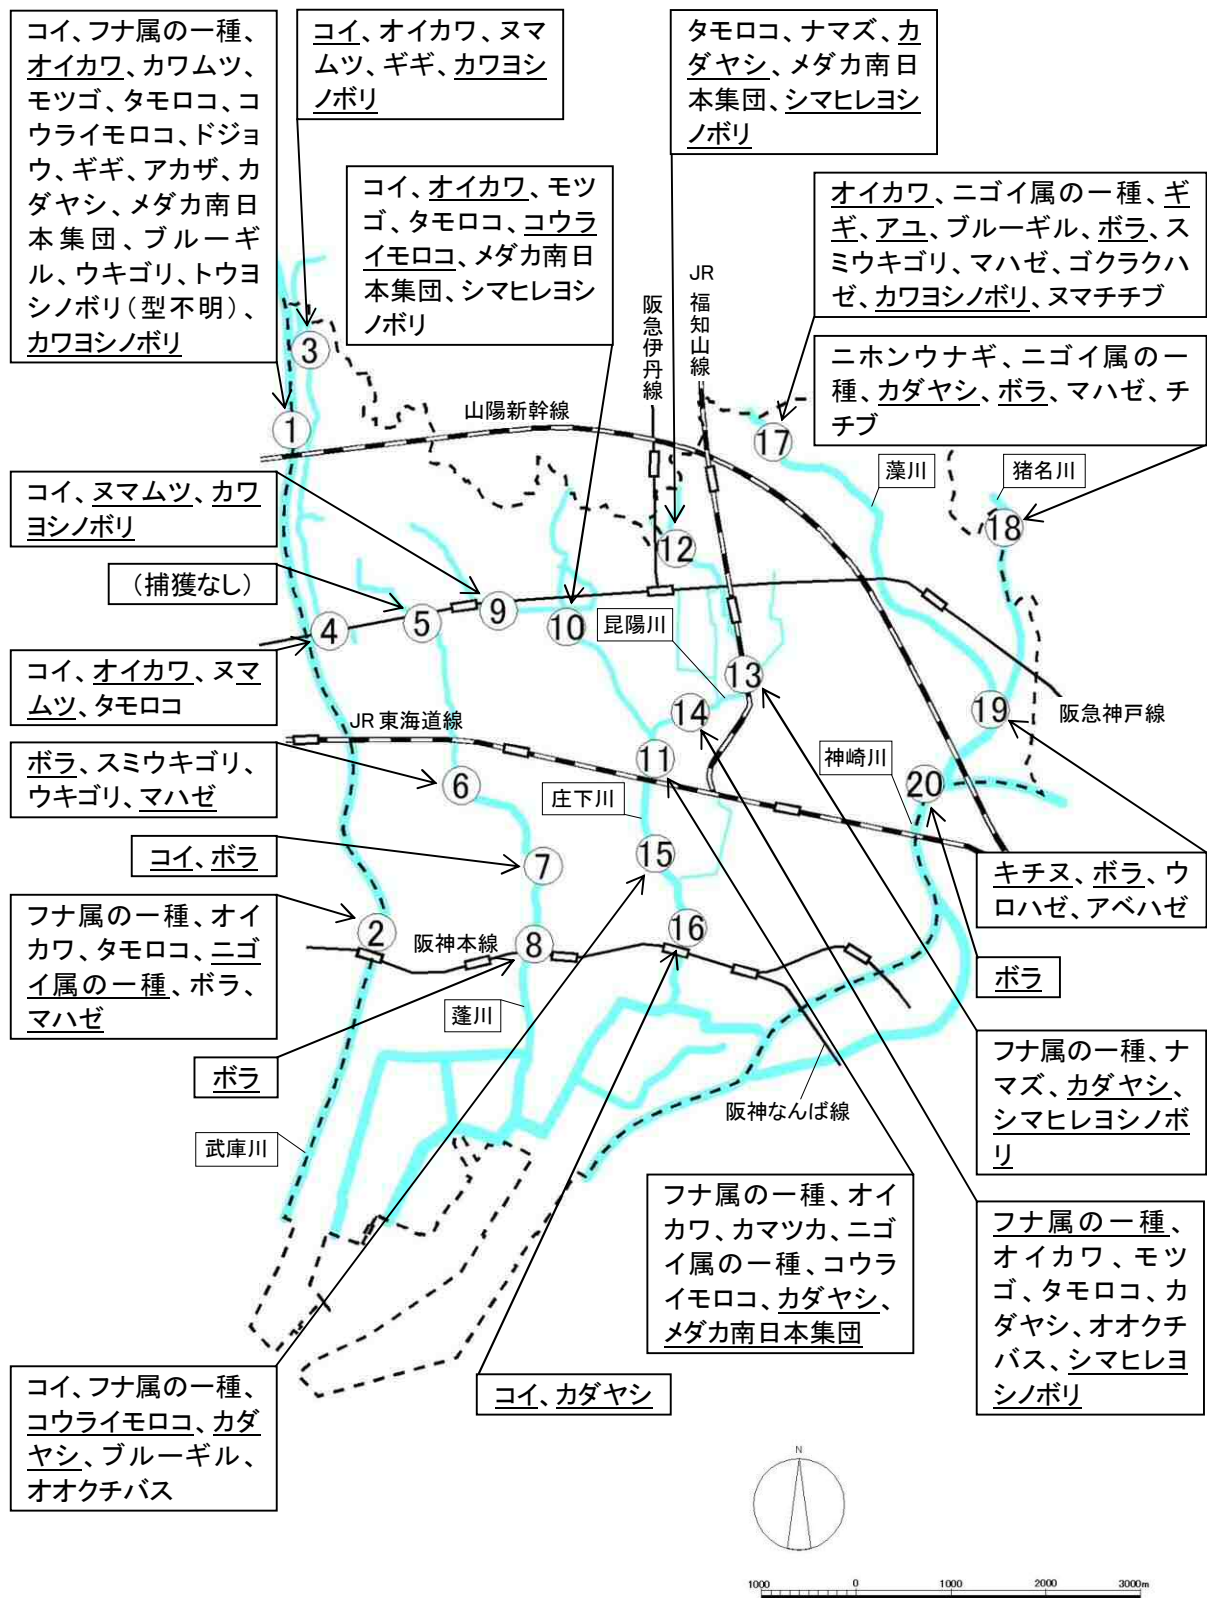 コイ、フナ属の一種、
オイカワ、カワムツ、
モツゴ、タモロコ、コ
ウライモロコ、ドジョ
ウ、ギギ、アカザ、カ
ダヤシ、メダカ南日
本集団、ブルーギ
ル、ウキゴリ、トウヨ
シノボリ（型不明）、
カワヨシノボリ
コイ、オイカワ、ヌマ
ムツ、ギギ、カワヨシ
ノボリ
タモロコ、ナマズ、カ
ダヤシ、メダカ南日
本集団、シマヒレヨシ
ノボリ
コイ、オイカワ、モツ
ゴ、タモロコ、コウラ
イモロコ、メダカ南日
本集団、シマヒレヨシ
ノボリ
オイカワ、ニゴイ属の一種、ギ
ギ、アユ、ブルーギル、ボラ、ス
ミウキゴリ、マハゼ、ゴクラクハ
ゼ、カワヨシノボリ、ヌマチチブ
ニホンウナギ、ニゴイ属の一
種、カダヤシ、ボラ、マハゼ、チ
チブ
JR福知山線
阪急伊丹線
山陽新幹線
3
1
17
藻川
猪名川
18
12
コイ、ヌマムツ、カワ
ヨシノボリ
（捕獲なし）
4
5
9
10
昆陽川
13
コイ、オイカワ、ヌマ
ムツ、タモロコ
JR東海道線
14
19
阪急神戸線
ボラ、スミウキゴリ、
ウキゴリ、マハゼ
6
11
神崎川
20
庄下川
コイ、ボラ
7
15
キチヌ、ボラ、ウ
ロハゼ、アベハゼ
フナ属の一種、オイ
カワ、タモロコ、ニゴ
イ属の一種、ボラ、
マハゼ
2
阪神本線
8
16
ボラ
蓬川
ボラ
フナ属の一種、ナ
マズ、カダヤシ、
シマヒレヨシノボ
リ
阪神なんば線
武庫川
フナ属の一種、オイ
カワ、カマツカ、ニゴ
イ属の一種、コウラ
イモロコ、カダヤシ、
メダカ南日本集団
フナ属の一種、
オイカワ、モツ
ゴ、タモロコ、カ
ダヤシ、オオクチ
バス、シマヒレヨ
シノボリ
コイ、フナ属の一種、
コウライモロコ、カダ
ヤシ、ブルーギル、
オオクチバス
コイ、カダヤシ
N
1000 0 1000 2000 3000m